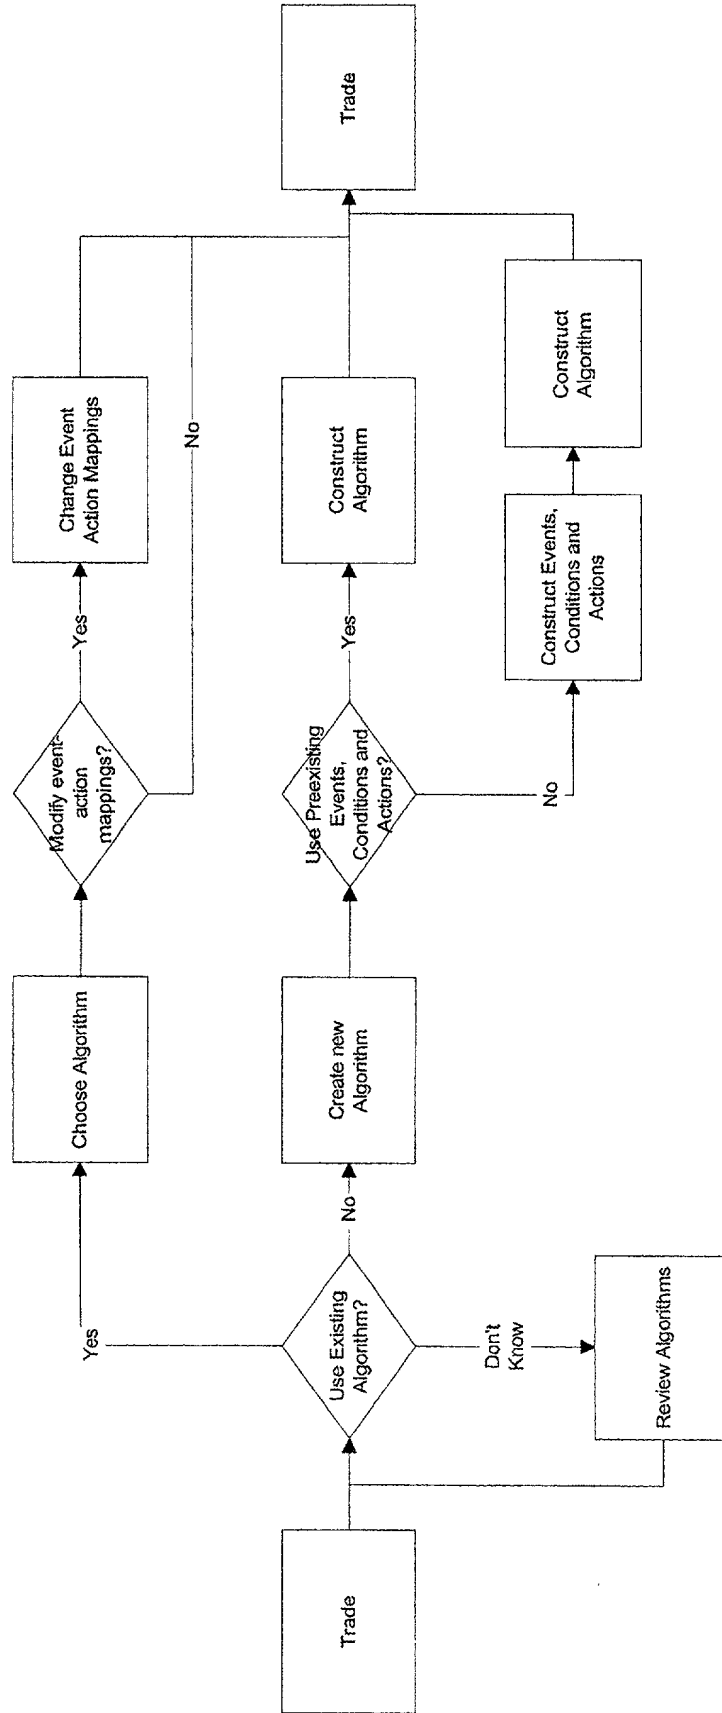 Trade
Use Existing
Algorithm?
Yes
No
Don't
Know
Review Algorithms
Choose Algorithm
Modify event-
action
mappings?
Yes
No
Change Event
Action Mappings
Create new
Algorithm
Use Preexisting
Events,
Conditions and
Actions?
Yes
No
Construct
Algorithm
Construct Events,
Conditions and
Actions
Construct
Algorithm
Trade